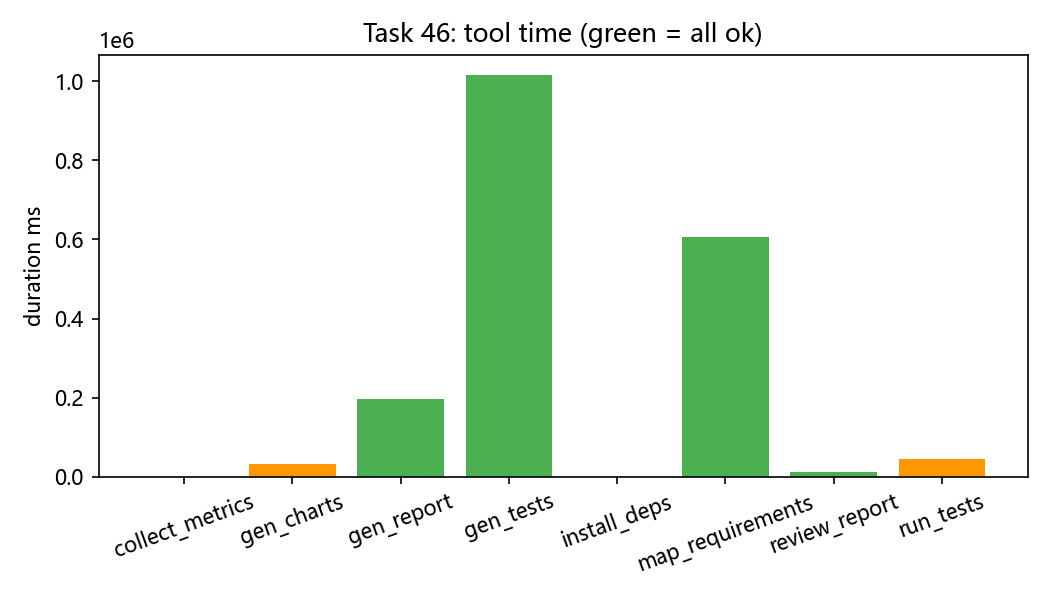 Task 46: tool time (green = all ok)
1e6
1.0
0.8
0.6
0.4
0.2
0.0
duration ms
collect_metrics
gen_charts
gen_report
gen_tests
install_deps
map_requirements
review_report
run_tests